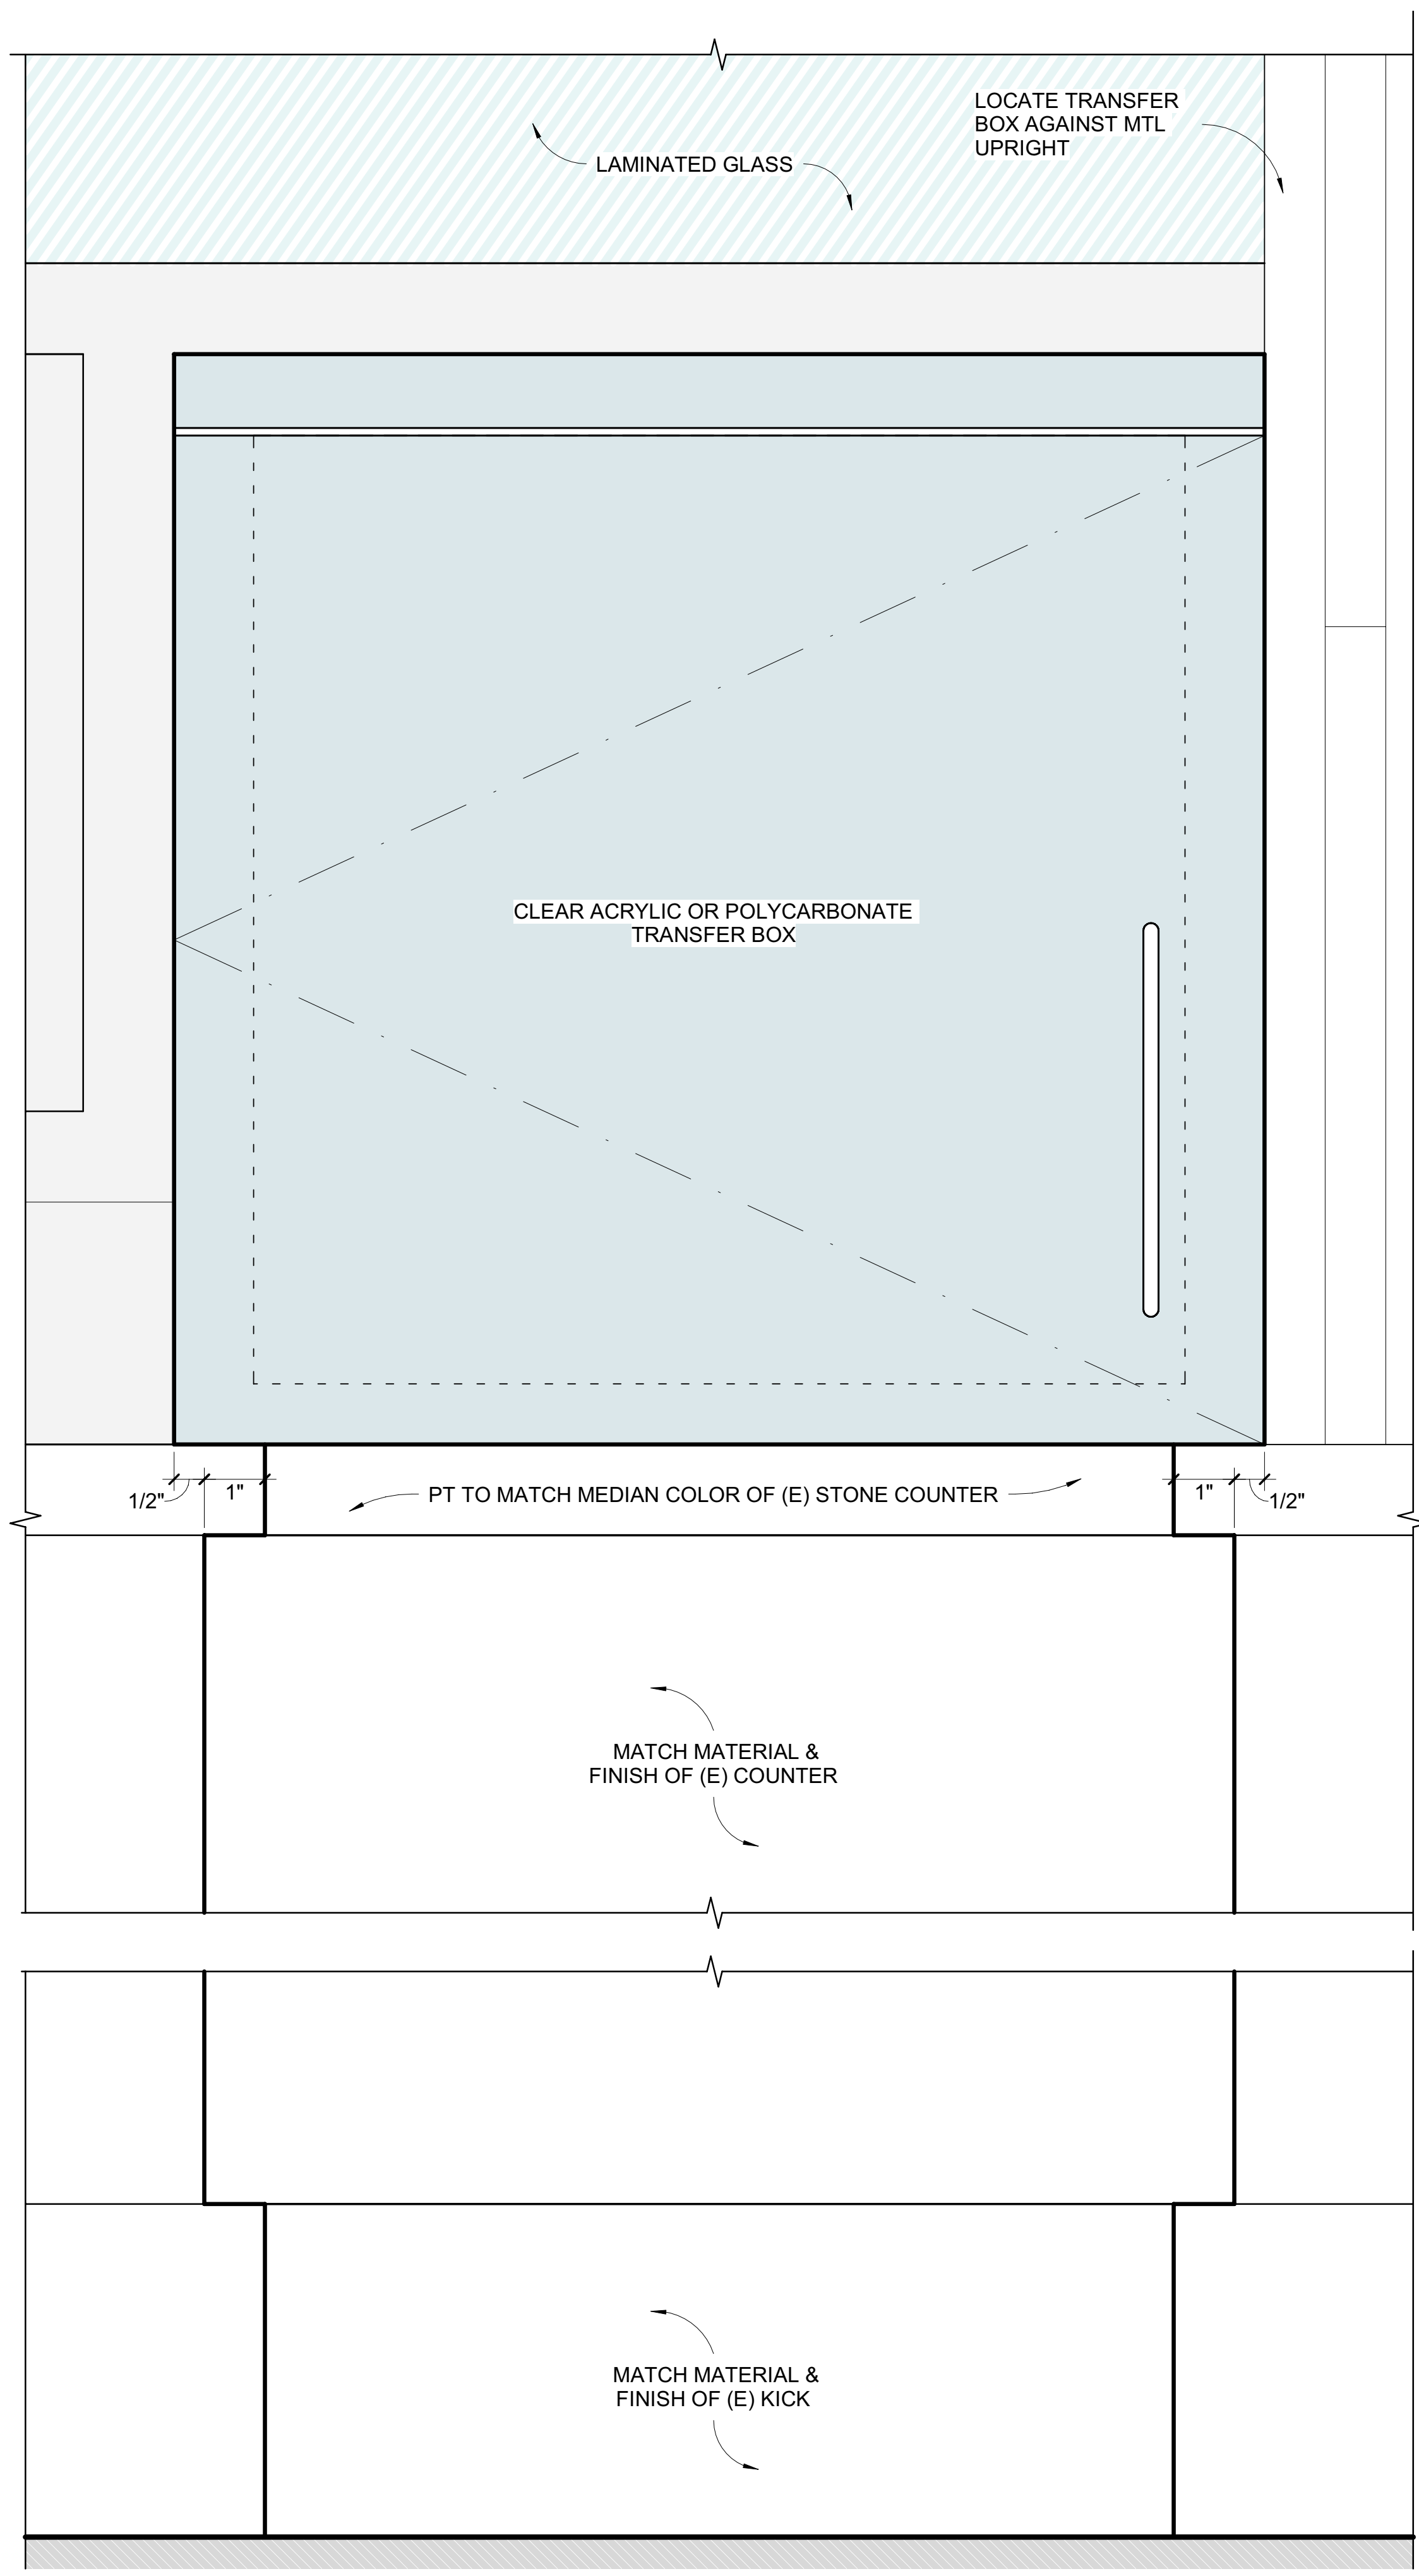 LOCATE TRANSFER
BOX AGAINST MTL
UPRIGHT
LAMINATED GLASS
CLEAR ACRYLIC OR POLYCARBONATE
TRANSFER BOX
1/2"
1"
PT TO MATCH MEDIAN COLOR OF (E) STONE COUNTER
1"
1/2"
MATCH MATERIAL &
FINISH OF (E) COUNTER
MATCH MATERIAL &
FINISH OF (E) KICK